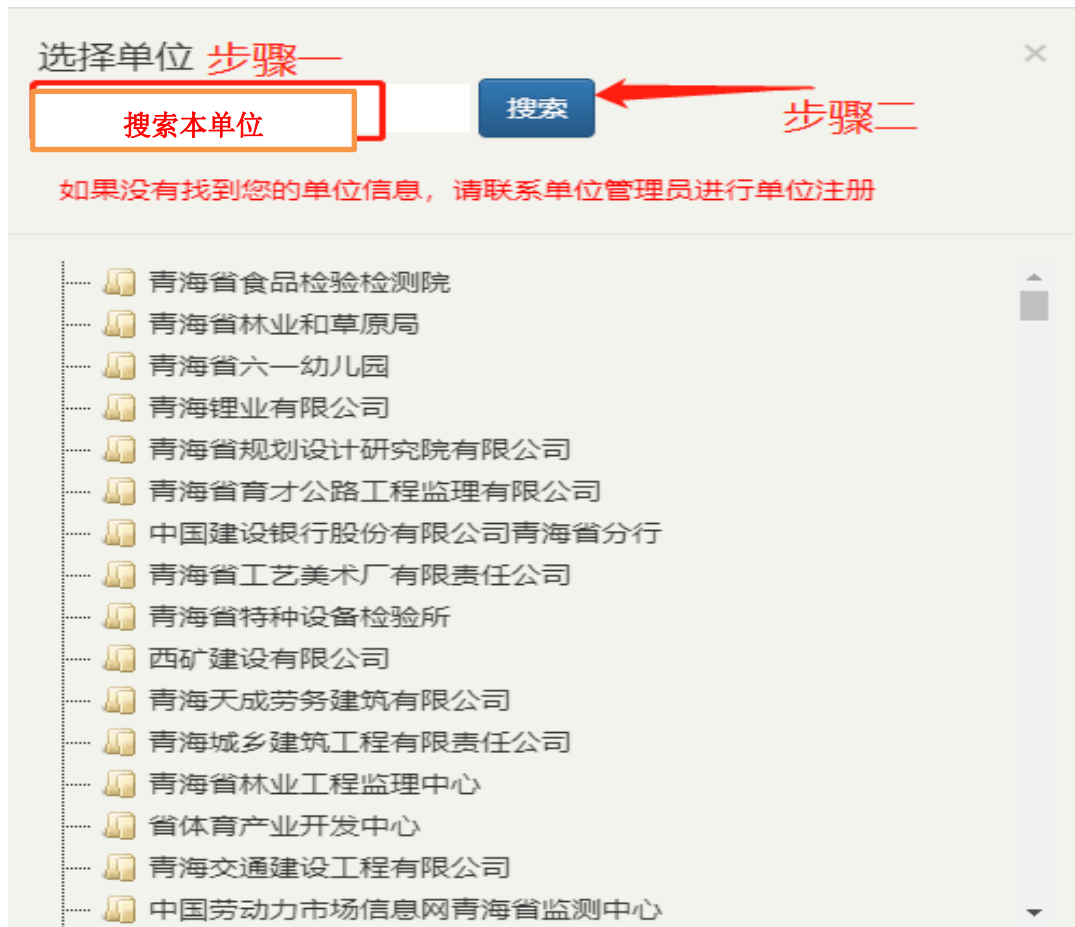 选择单位 步骤一
×
搜索本单位
搜索
步骤二
如果没有找到您的单位信息，请联系单位管理员进行单位注册
青海省食品检验检测院
青海省林业和草原局
青海省六一幼儿园
青海锂业有限公司
青海省规划设计研究院有限公司
青海省育才公路工程监理有限公司
中国建设银行股份有限公司青海省分行
青海省工艺美术厂有限责任公司
青海省特种设备检验所
西矿建设有限公司
青海天成劳务建筑有限公司
青海城乡建筑工程有限责任公司
青海省林业工程监理中心
省体育产业开发中心
青海交通建设工程有限公司
中国劳动力市场信息网青海省监测中心